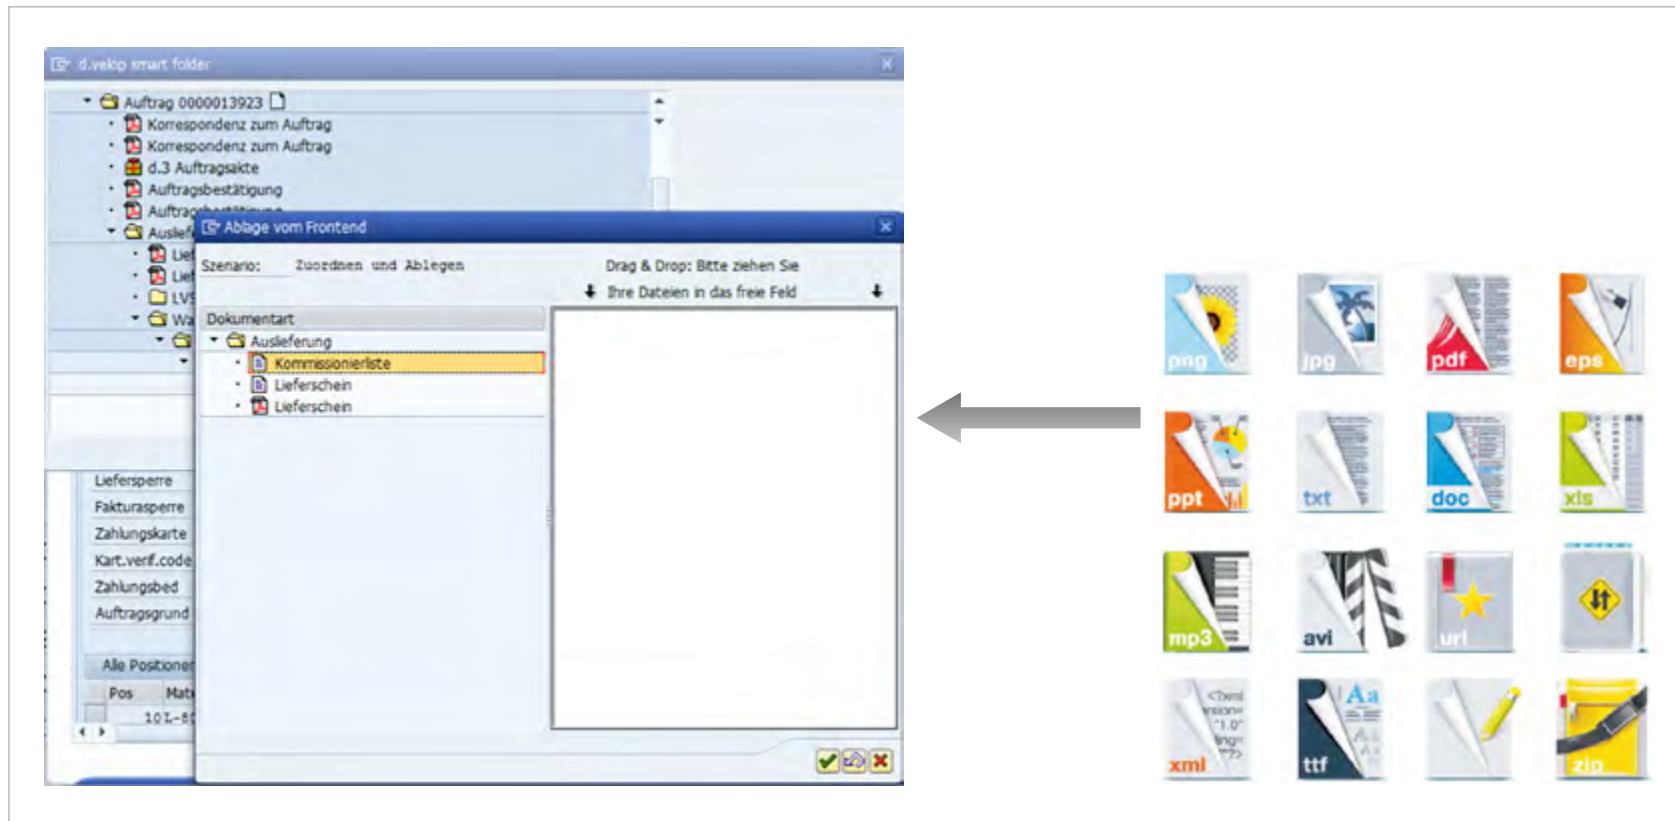 d.velop smart folder
Auftrag 0000013923
Korrespondenz zum Auftrag
Korrespondenz zum Auftrag
d.3 Auftragsakte
Auftragsbestätigung
Ablage vom Frontend
Szenario: Zuordnen und Ablegen
Drag & Drop: Bitte ziehen Sie
Ihre Dateien in das freie Feld
Dokumentart
Auslieferung
Kommissionierliste
Lieferschein
Lieferschein
Liefersperre
Fakturasperre
Zahlungskarte
Kart.verif.code
Zahlungsbed
Auftragsgrund
Alle Positionen
Pos
png
jpg
pdf
eps
ppt
txt
doc
xls
mp3
avi
url
xml
ttf
Aa
zip